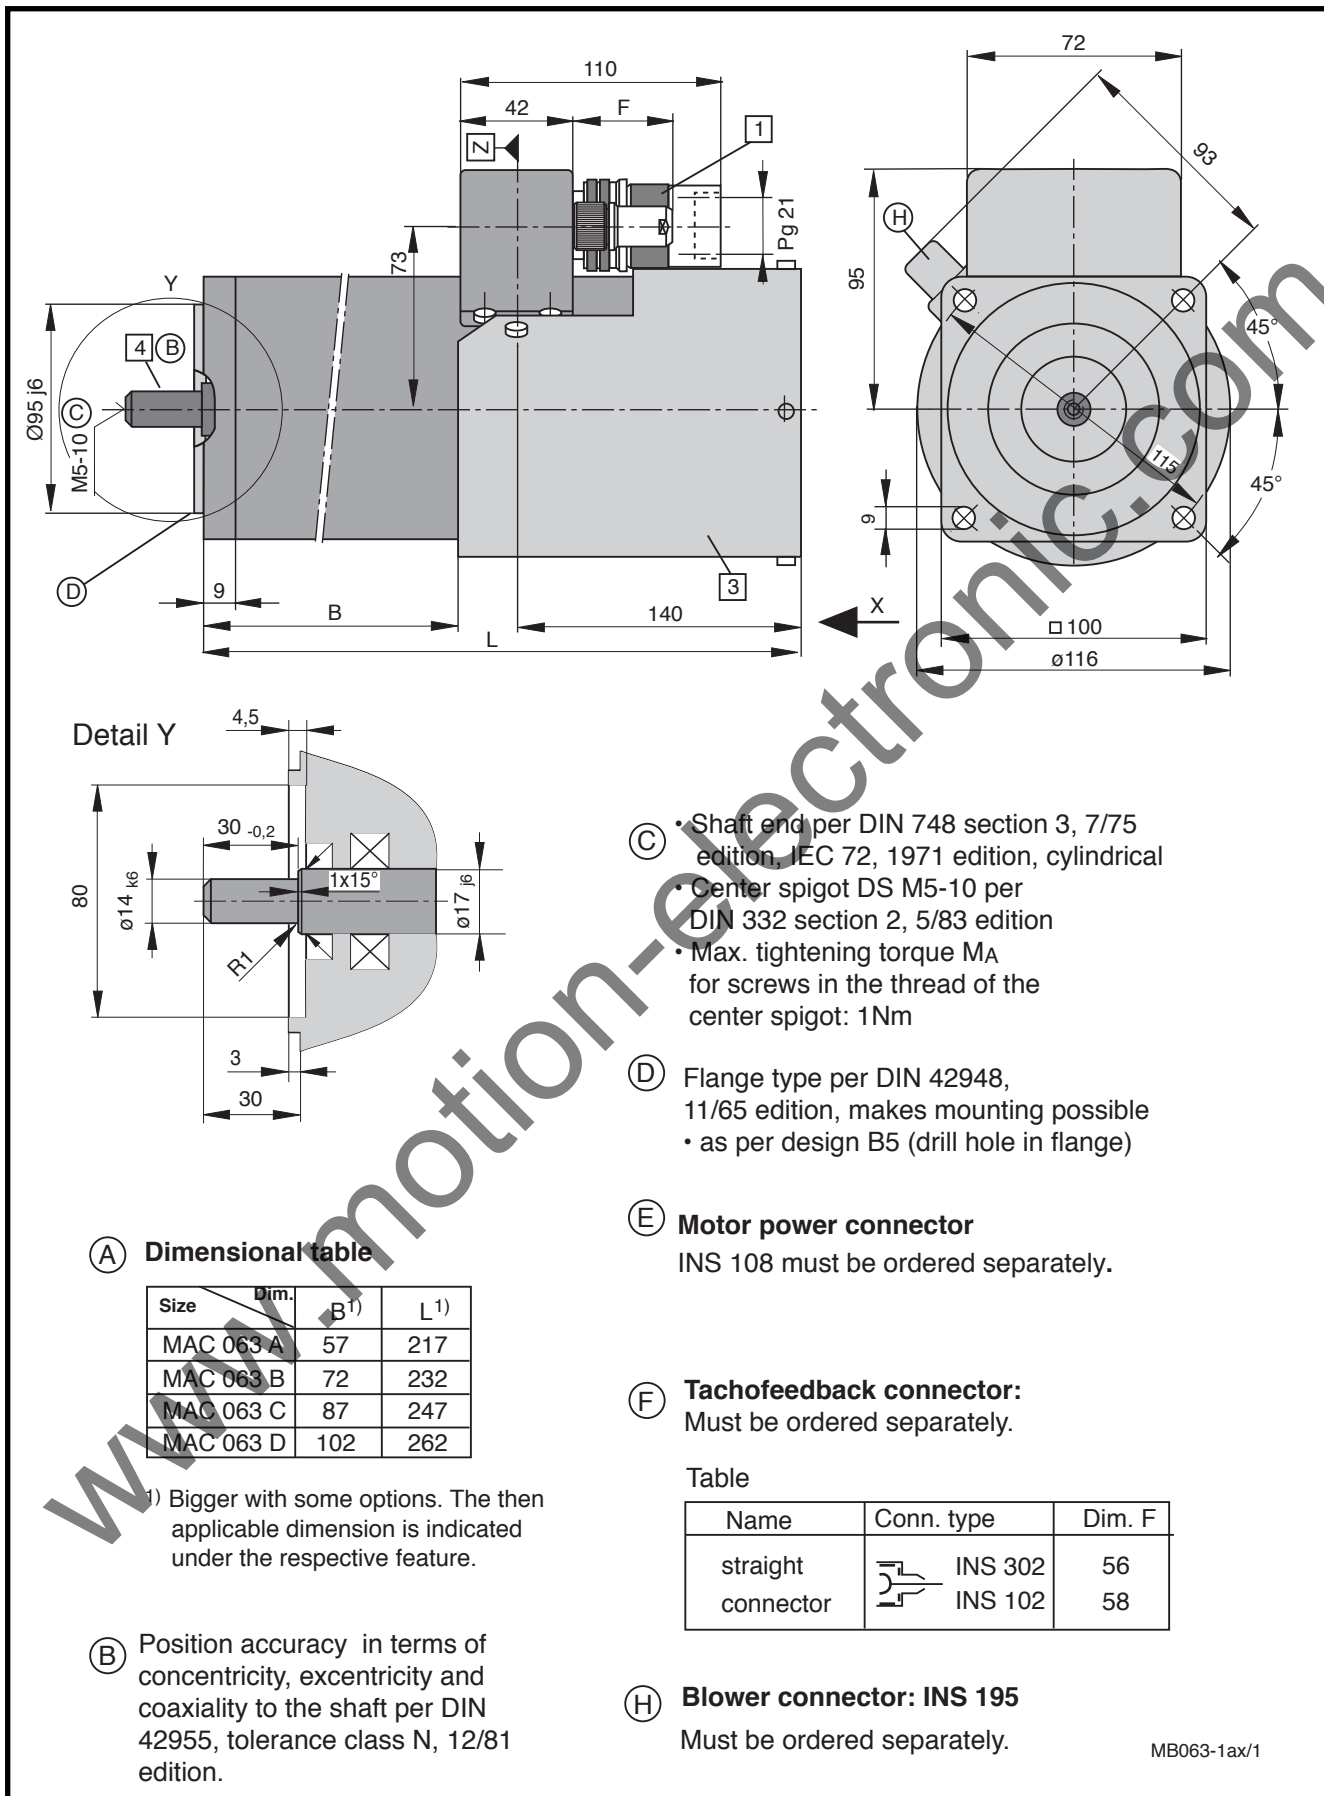 110
42
F
Z
1
Pg 21
73
Y
4
B
Ø95 j6
C
M5-10
D
9
B
L
140
3
X
72
93
H
95
45°
115
45°
9
100
ø116
Detail Y
4,5
30 -0,2
80
ø14 k6
1x15°
ø17 j6
R1
3
30
C
• Shaft end per DIN 748 section 3, 7/75
edition, IEC 72, 1971 edition, cylindrical
• Center spigot DS M5-10 per
DIN 332 section 2, 5/83 edition
• Max. tightening torque MA
for screws in the thread of the
center spigot: 1Nm
D
Flange type per DIN 42948,
11/65 edition, makes mounting possible
• as per design B5 (drill hole in flange)
E
Motor power connector
INS 108 must be ordered separately.
A
Dimensional table
Size Dim. B1) L1)
MAC 063 A 57 217
MAC 063 B 72 232
MAC 063 C 87 247
MAC 063 D 102 262
1) Bigger with some options. The then
applicable dimension is indicated
under the respective feature.
F
Tachofeedback connector:
Must be ordered separately.
Table
Name Conn. type Dim. F
straight INS 302 56
connector INS 102 58
B
Position accuracy in terms of
concentricity, excentricity and
coaxiality to the shaft per DIN
42955, tolerance class N, 12/81
edition.
H
Blower connector: INS 195
Must be ordered separately.
MB063-1ax/1
www.motion-electronic.com